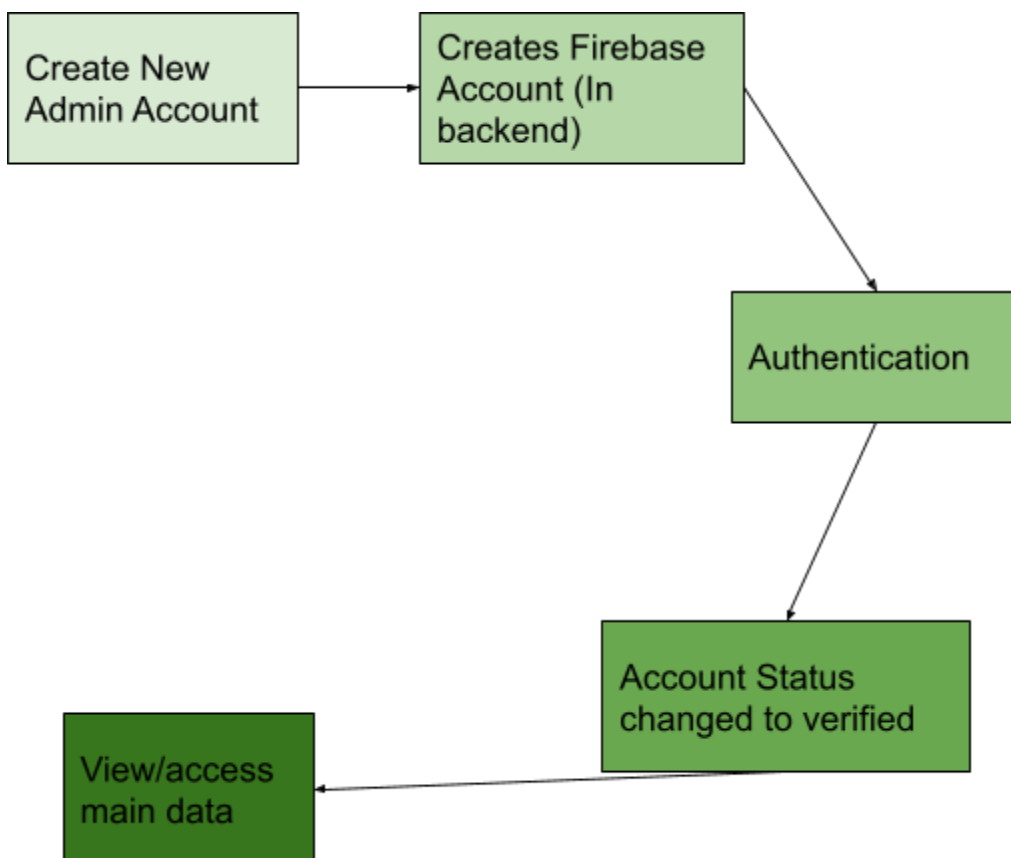 Create New
Admin Account
Creates Firebase
Account (In
backend)
Authentication
Account Status
changed to verified
View/access
main data